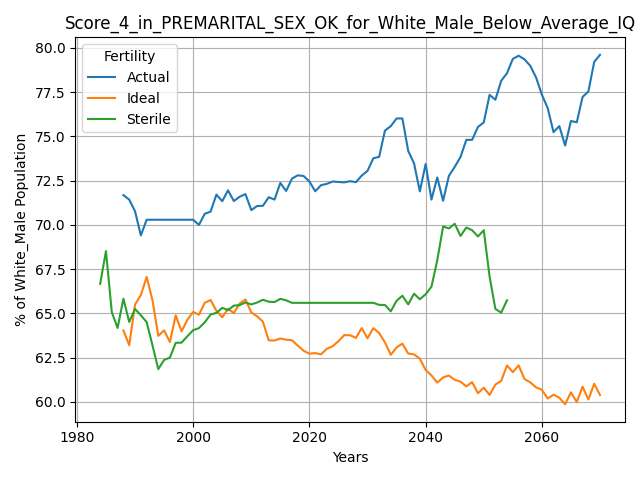 Score_4_in_PREMARITAL_SEX_OK_for_White_Male_Below_Average_IQ
Fertility
Actual
Ideal
Sterile
% of White_Male Population
80.0
77.5
75.0
72.5
70.0
67.5
65.0
62.5
60.0
1980
2000
2020
2040
2060
Years